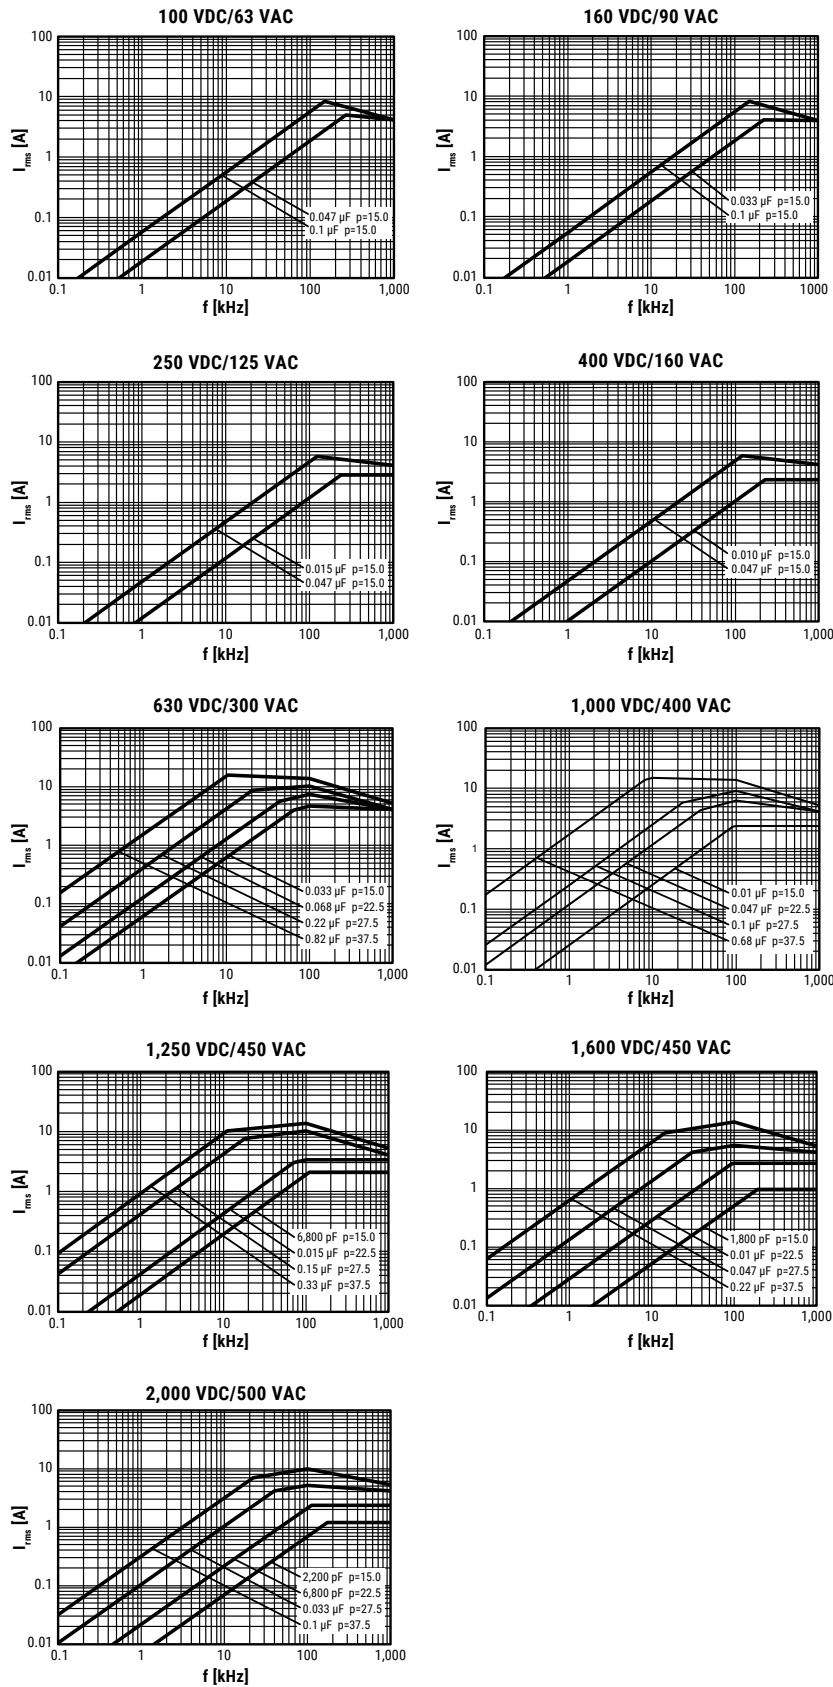 100 VDC/63 VAC
100
10
1
0.1
0.01
I_rms [A]
0.047 µF p=15.0
0.1 µF p=15.0
0.1
1
10
100
1,000
f [kHz]
160 VDC/90 VAC
100
10
1
0.1
0.01
I_rms [A]
0.033 µF p=15.0
0.1 µF p=15.0
0.1
1
10
100
1000
f [kHz]
250 VDC/125 VAC
100
10
1
0.1
0.01
I_rms [A]
0.015 µF p=15.0
0.047 µF p=15.0
0.1
1
10
100
1,000
f [kHz]
400 VDC/160 VAC
100
10
1
0.1
0.01
I_rms [A]
0.010 µF p=15.0
0.047 µF p=15.0
0.1
1
10
100
1,000
f [kHz]
630 VDC/300 VAC
100
10
1
0.1
0.01
I_rms [A]
0.033 µF p=15.0
0.068 µF p=22.5
0.22 µF p=27.5
0.82 µF p=37.5
0.1
1
10
100
1,000
f [kHz]
1,000 VDC/400 VAC
100
10
1
0.1
0.01
I_rms [A]
0.01 µF p=15.0
0.047 µF p=22.5
0.1 µF p=27.5
0.68 µF p=37.5
0.1
1
10
100
1,000
f [kHz]
1,250 VDC/450 VAC
100
10
1
0.1
0.01
I_rms [A]
6,800 pF p=15.0
0.015 µF p=22.5
0.15 µF p=27.5
0.33 µF p=37.5
0.1
1
10
100
1,000
f [kHz]
1,600 VDC/450 VAC
100
10
1
0.1
0.01
I_rms [A]
1,800 pF p=15.0
0.01 µF p=22.5
0.047 µF p=27.5
0.22 µF p=37.5
0.1
1
10
100
1,000
f [kHz]
2,000 VDC/500 VAC
100
10
1
0.1
0.01
I_rms [A]
2,200 pF p=15.0
6,800 pF p=22.5
0.033 µF p=27.5
0.1 µF p=37.5
0.1
1
10
100
1,000
f [kHz]